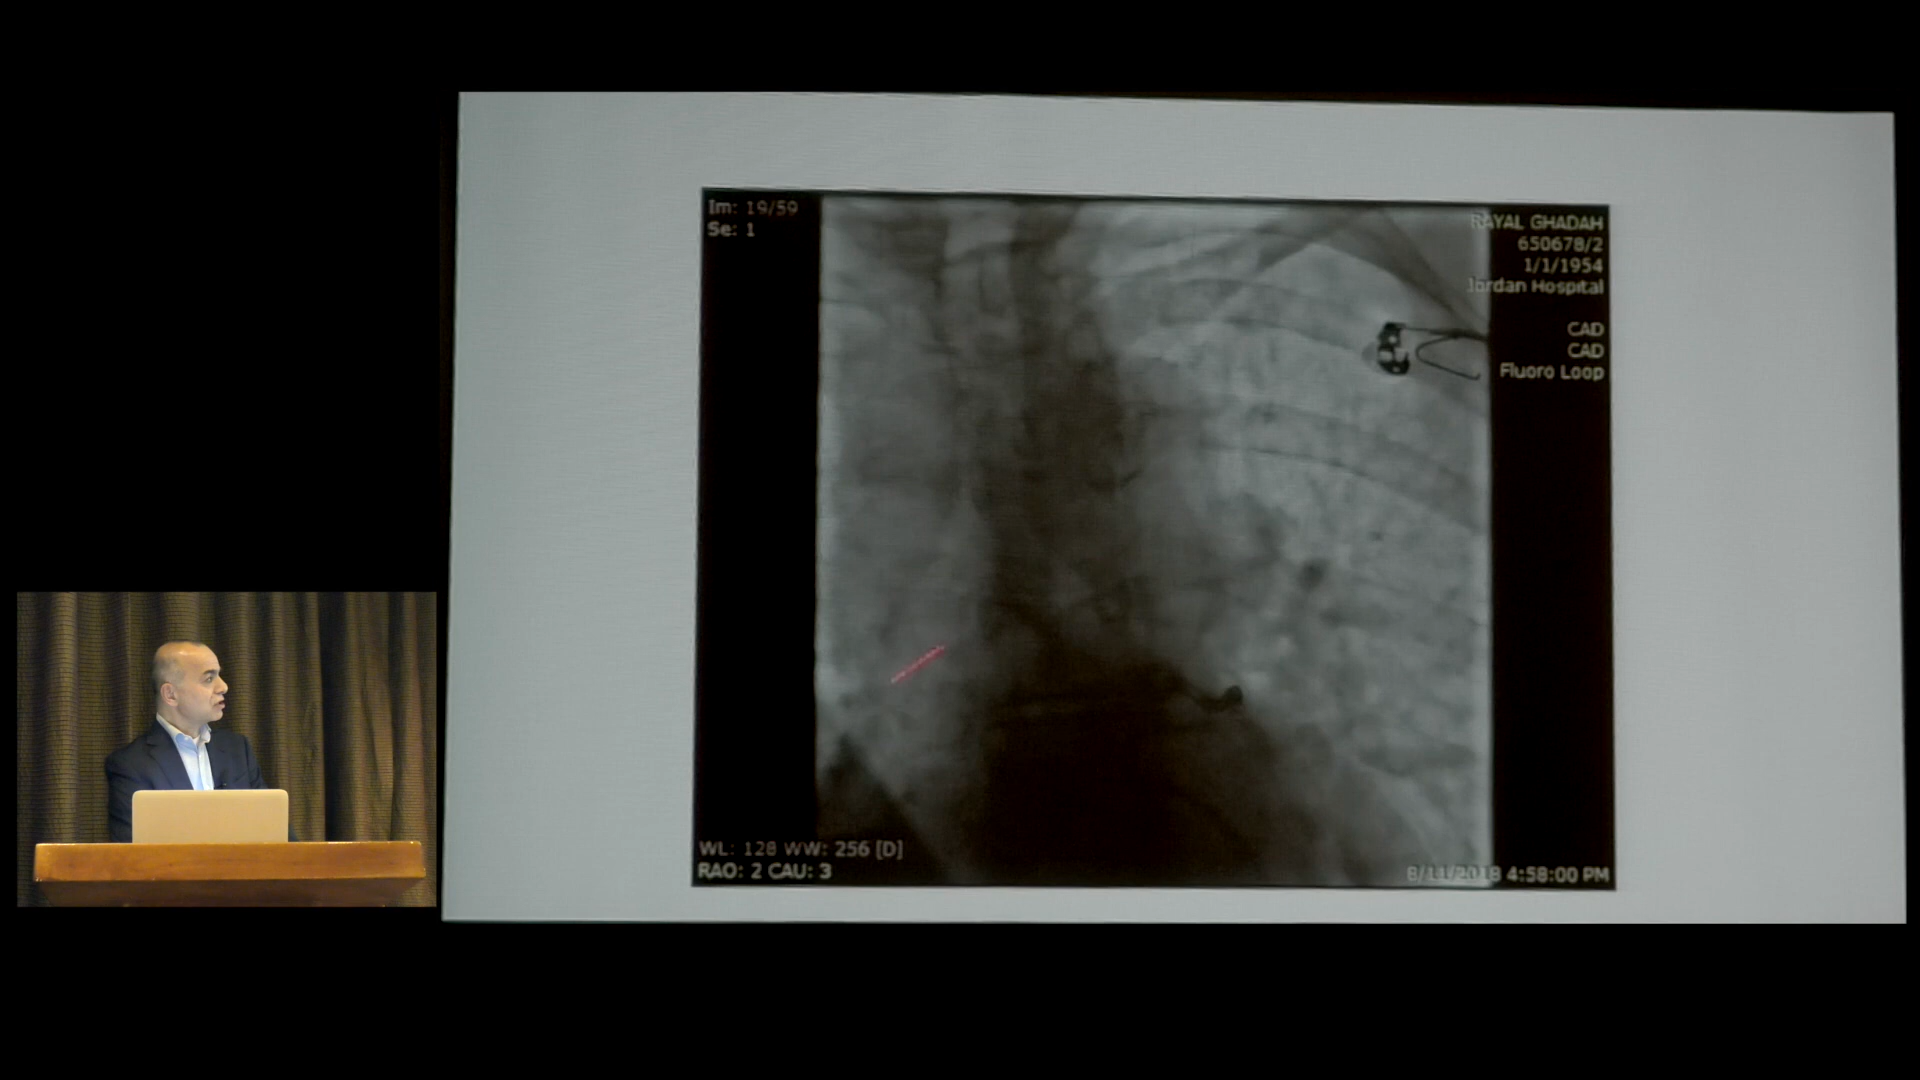 Im: 19/59
Se: 1
RAYAL GHADAH
650678/2
1/1/1954
Jordan Hospital
CAD
CAD
Fluoro Loop
WL: 128 WW: 256 [D]
RAO: 2 CAU: 3
8/11/2018 4:58:00 PM